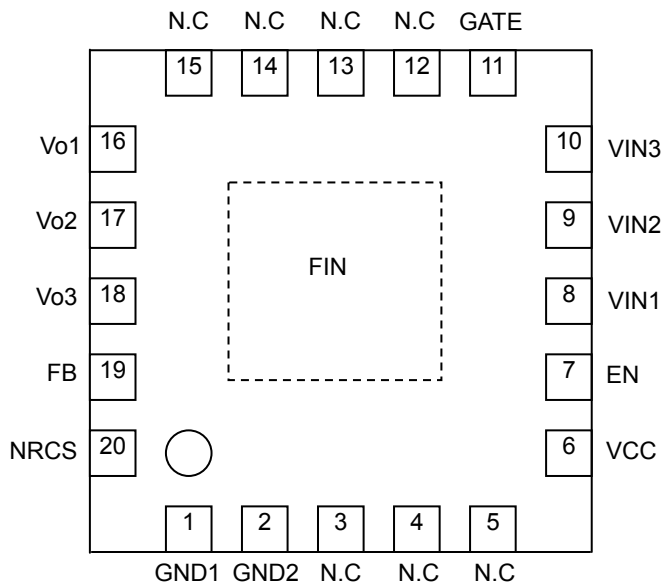 N.C N.C N.C N.C GATE
15 14 13 12 11
Vo1 16 10 VIN3
Vo2 17 9 VIN2
FIN
Vo3 18 8 VIN1
FB 19 7 EN
NRCS 20 6 VCC
1 2 3 4 5
GND1 GND2 N.C N.C N.C